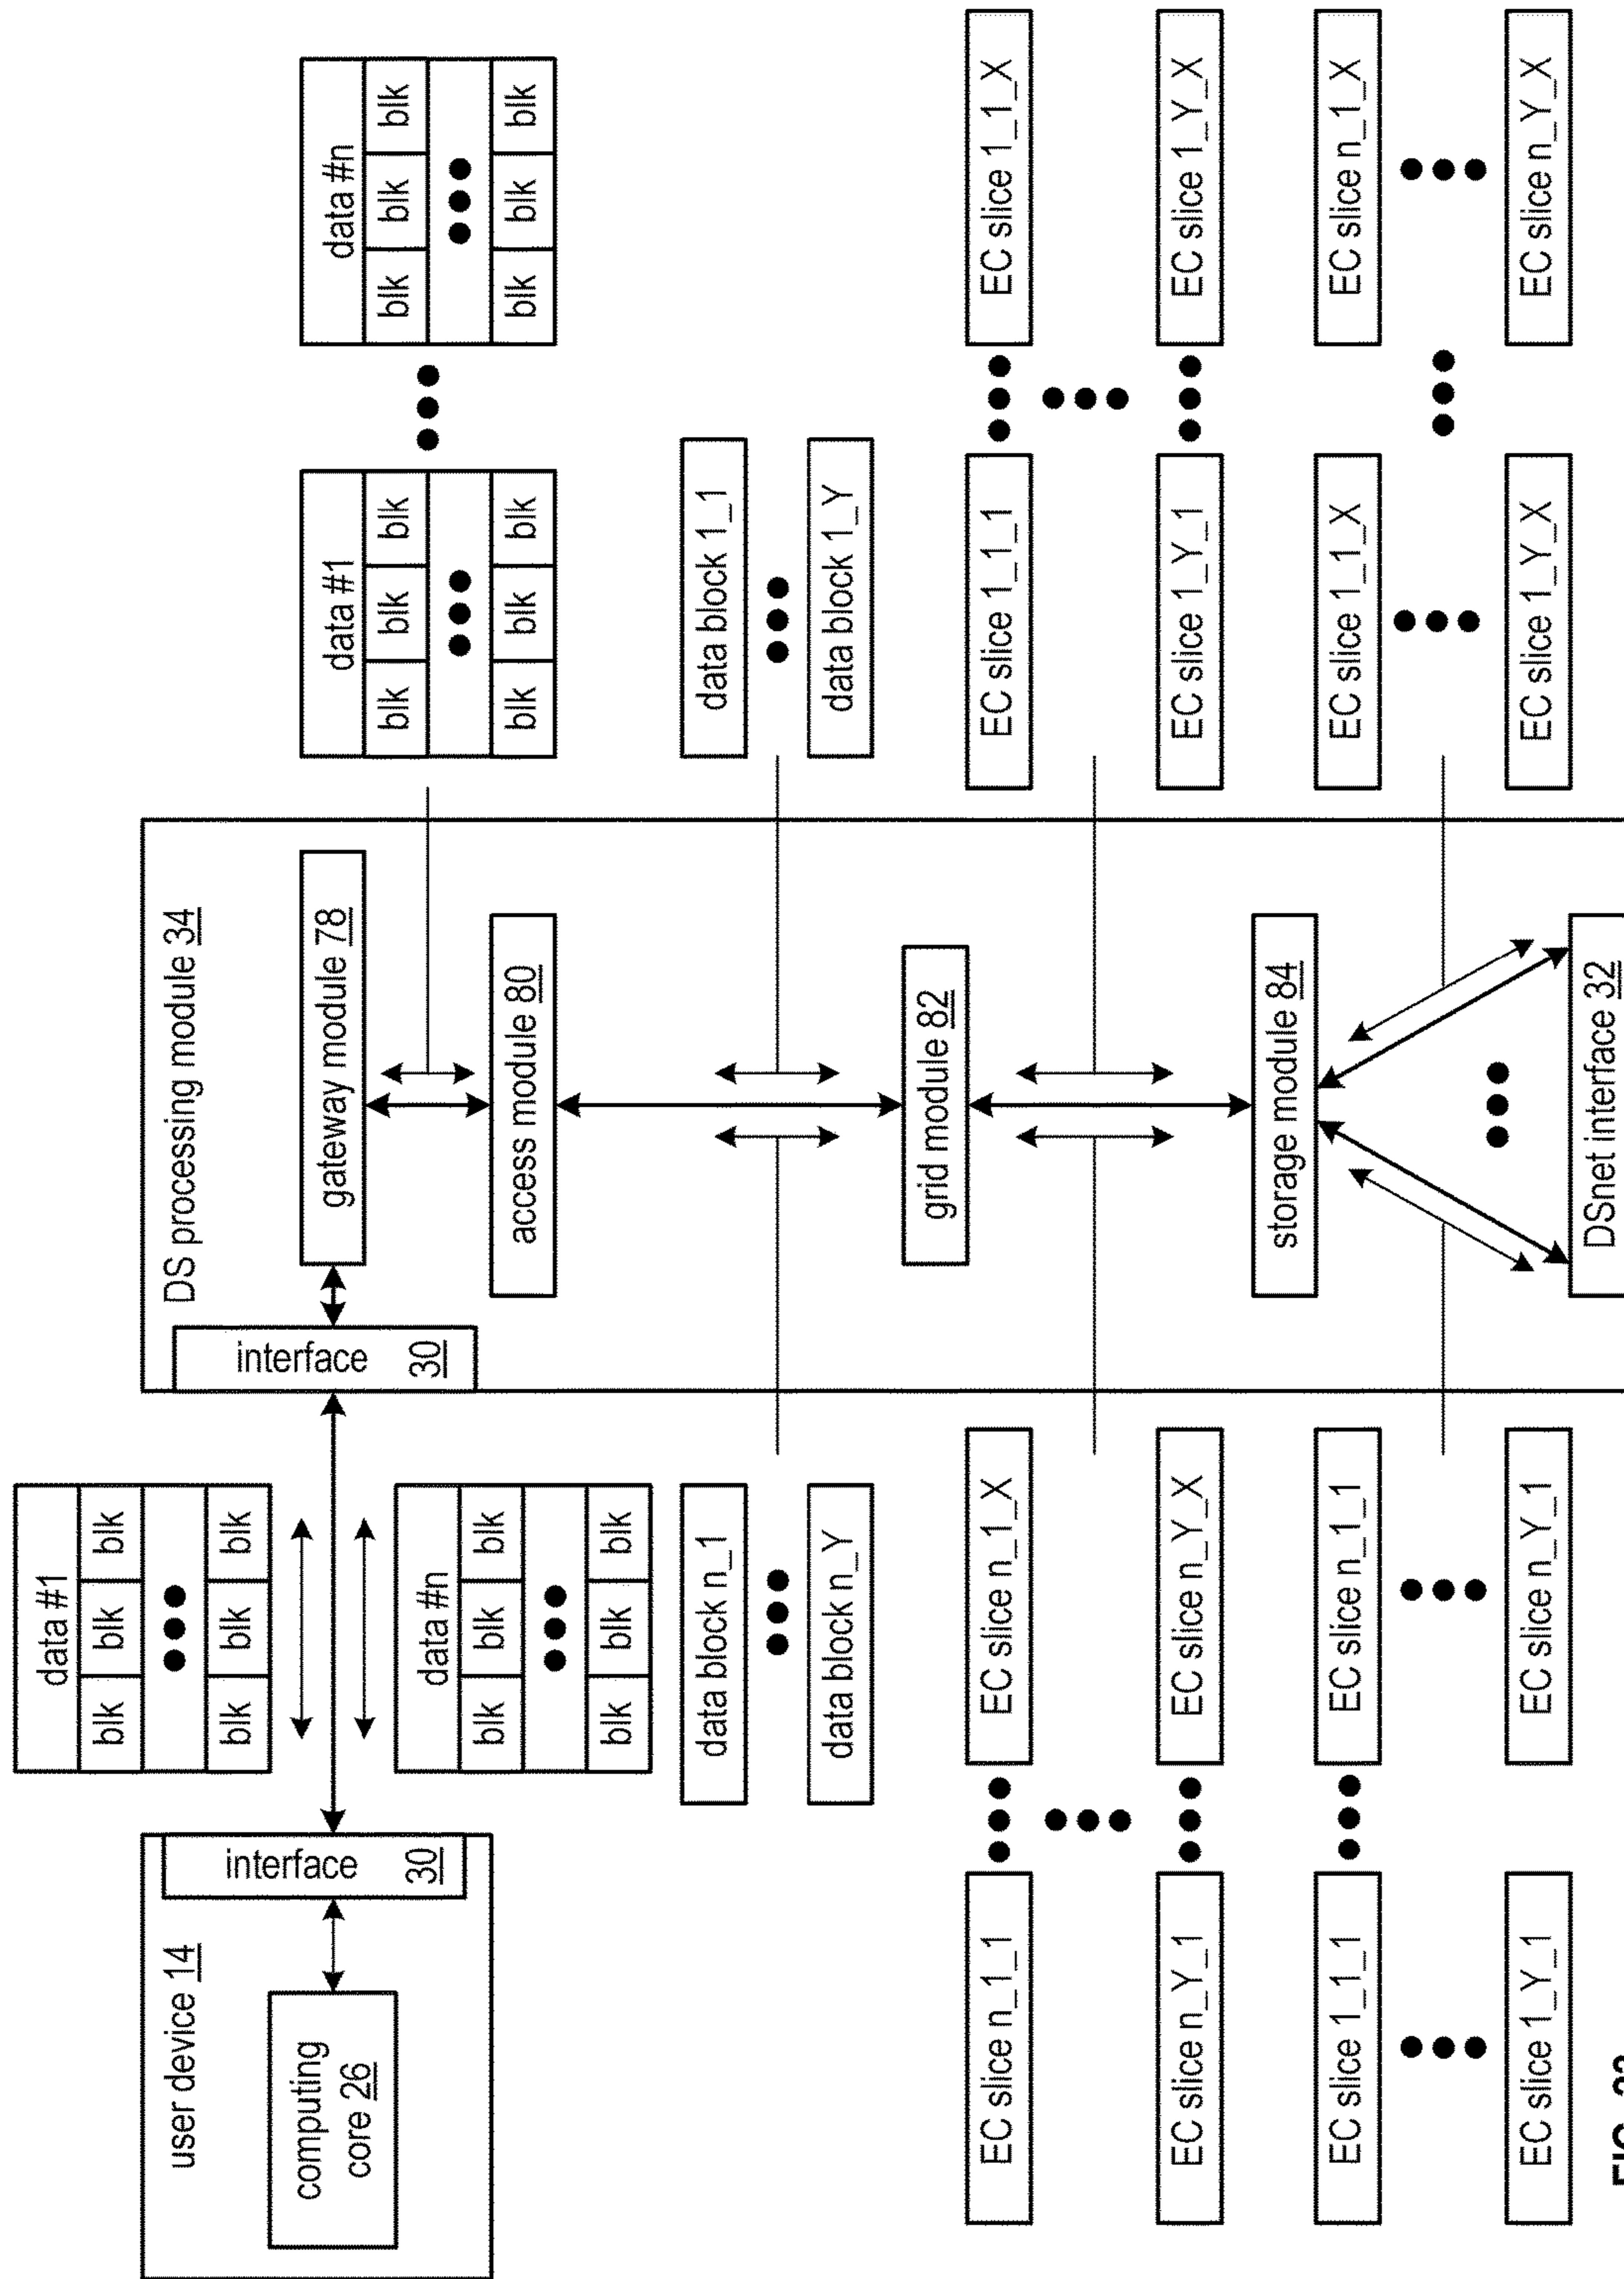 user device 14
computing
core 26
interface
30
data #1
blk blk blk
blk blk blk
data #n
blk blk blk
blk blk blk
DS processing module 34
interface
30
gateway module 78
access module 80
grid module 82
storage module 84
DSnet interface 32
data #1
blk blk blk
blk blk blk
data #n
blk blk blk
blk blk blk
data block n_1
data block n_Y
data block 1_1
data block 1_Y
EC slice n_1_1
EC slice n_1_X
EC slice n_Y_1
EC slice n_Y_X
EC slice 1_1_1
EC slice 1_1_X
EC slice 1_Y_1
EC slice 1_Y_X
EC slice 1_1_1
EC slice n_1_1
EC slice 1_Y_1
EC slice n_Y_1
EC slice 1_1_X
EC slice n_1_X
EC slice 1_Y_X
EC slice n_Y_X
FIG.